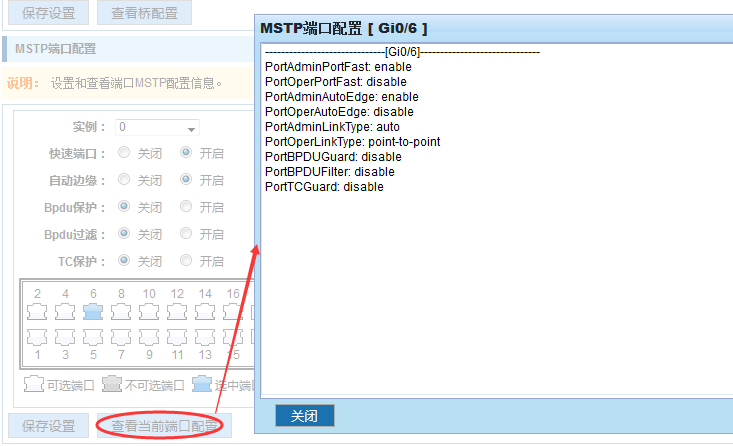 保存设置 查看桥配置
MSTP端口配置
说明： 设置和查看端口MSTP配置信息。
实例： 0
快速端口： 关闭 开启
自动边缘： 关闭 开启
Bpdu保护： 关闭 开启
Bpdu过滤： 关闭 开启
TC保护： 关闭 开启
2 4 6 8 10 12 14 16
1 3 5 7 9 11 13 15
可选端口 不可选端口 选中端口
保存设置 查看当前端口配置
MSTP端口配置 [ Gi0/6 ]
------------------------------[Gi0/6]------------------------------
PortAdminPortFast: enable
PortOperPortFast: disable
PortAdminAutoEdge: enable
PortOperAutoEdge: disable
PortAdminLinkType: auto
PortOperLinkType: point-to-point
PortBPDUGuard: disable
PortBPDUFilter: disable
PortTCGuard: disable
关闭